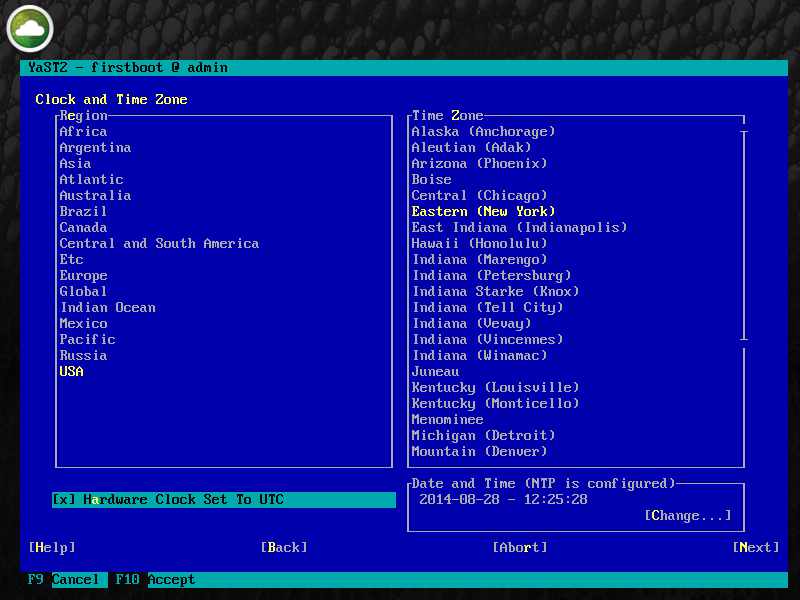 YaST2 - firstboot @ admin
Clock and Time Zone
Region
Africa
Argentina
Asia
Atlantic
Australia
Brazil
Canada
Central and South America
Etc
Europe
Global
Indian Ocean
Mexico
Pacific
Russia
USA
Time Zone
Alaska (Anchorage)
Aleutian (Adak)
Arizona (Phoenix)
Boise
Central (Chicago)
Eastern (New York)
East Indiana (Indianapolis)
Hawaii (Honolulu)
Indiana (Marengo)
Indiana (Petersburg)
Indiana Starke (Knox)
Indiana (Tell City)
Indiana (Vevay)
Indiana (Vincennes)
Indiana (Winamac)
Juneau
Kentucky (Louisville)
Kentucky (Monticello)
Menominee
Michigan (Detroit)
Mountain (Denver)
[x] Hardware Clock Set To UTC
Date and Time (NTP is configured)
2014-08-28 - 12:25:28
[Change...]
[Help] [Back] [Abort] [Next]
F9 Cancel F10 Accept